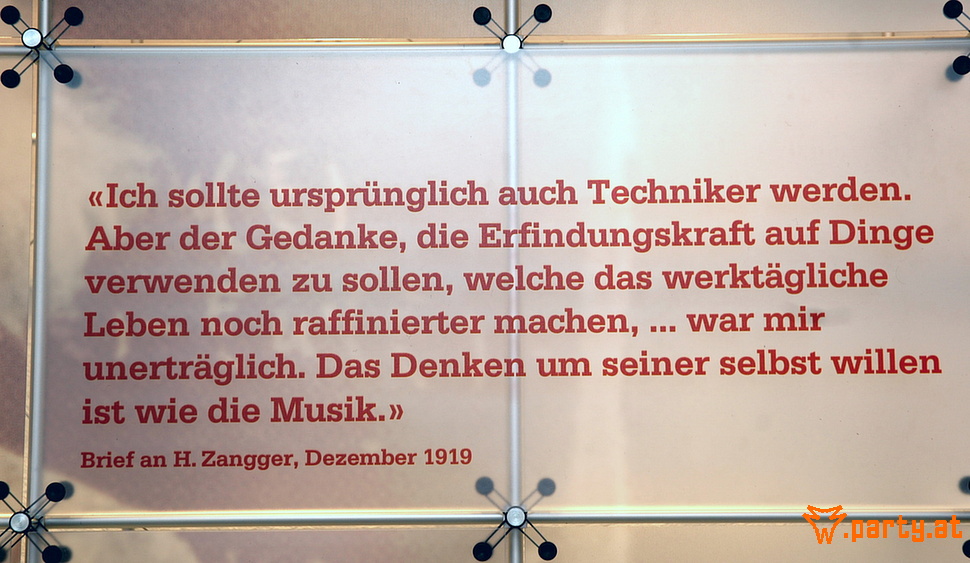 «Ich sollte ursprünglich auch Techniker werden.
Aber der Gedanke, die Erfindungskraft auf Dinge
verwenden zu sollen, welche das werktägliche
Leben noch raffinierter machen, ... war mir
unerträglich. Das Denken um seiner selbst willen
ist wie die Musik.»
Brief an H. Zangger, Dezember 1919
W.party.at